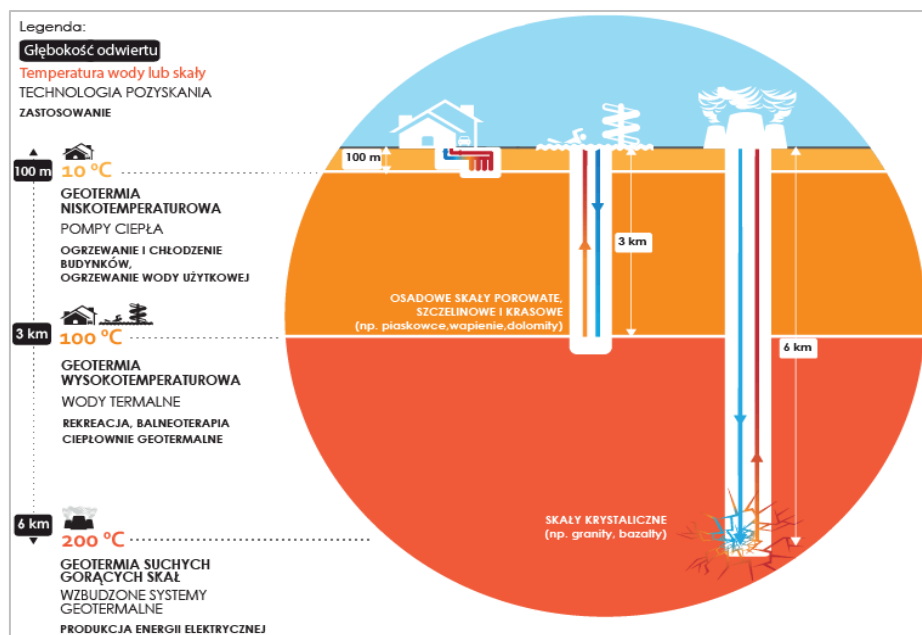 Legenda:
Głębokość odwiertu
Temperatura wody lub skały
TECHNOLOGIA POZYSKANIA
ZASTOSOWANIE
100 m
10 °C
GEOTERMIA
NISKOTEMPERATUROWA
POMPY CIEPŁA
OGRZEWANIE I CHŁODZENIE
BUDYNKÓW,
OGRZEWANIE WODY UŻYTKOWEJ
3 km
100 °C
GEOTERMIA
WYSOKOTEMPERATUROWA
WODY TERMALNE
REKREACJA, BALNEOTERAPIA
CIEPŁOWNIE GEOTERMALNE
6 km
200 °C
GEOTERMIA SUCHYCH
GORĄCYCH SKAŁ
WZBUDZONE SYSTEMY
GEOTERMALNE
PRODUKCJA ENERGII ELEKTRYCZNEJ
100 m
3 km
OSADOWE SKAŁY POROWATE,
SZCZELINOWE I KRASOWE
(np. piaskowce,wapienie,dolomity)
6 km
SKAŁY KRYSTALICZNE
(np. granity, bazalty)